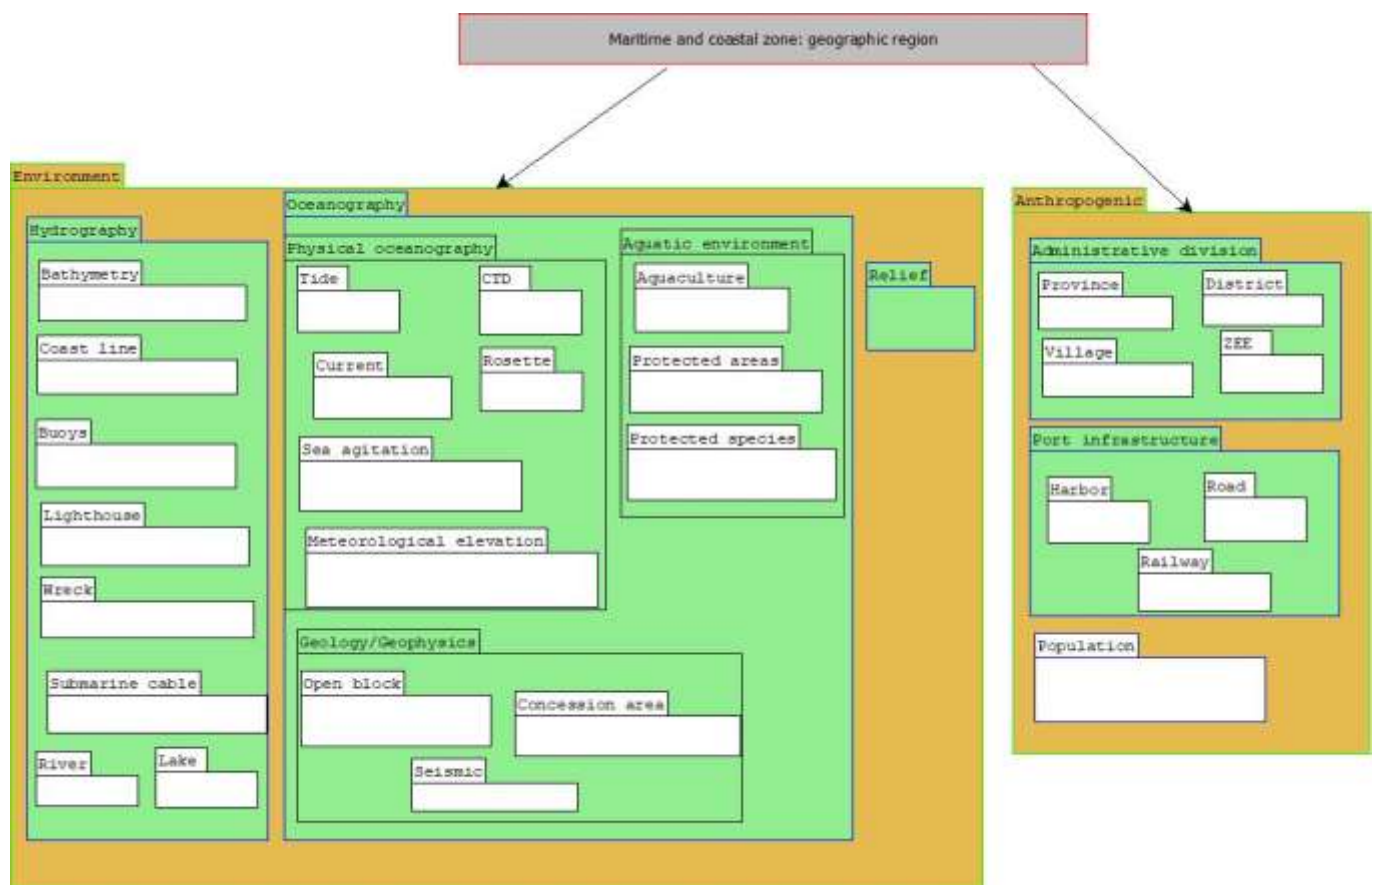 Maritime and coastal zone: geographic region
Environment
Hydrography
Bathymetry
Coast line
Buoys
Lighthouse
Wreck
Submarine cable
River
Lake
Oceanography
Physical oceanography
Tide
CTD
Current
Rosette
Sea agitation
Meteorological elevation
Aquatic environment
Aquaculture
Protected areas
Protected species
Geology/Geophysics
Open block
Concession area
Seismic
Relief
Anthropogenic
Administrative division
Province
District
Village
ZEE
Port infrastructure
Harbor
Road
Railway
Population